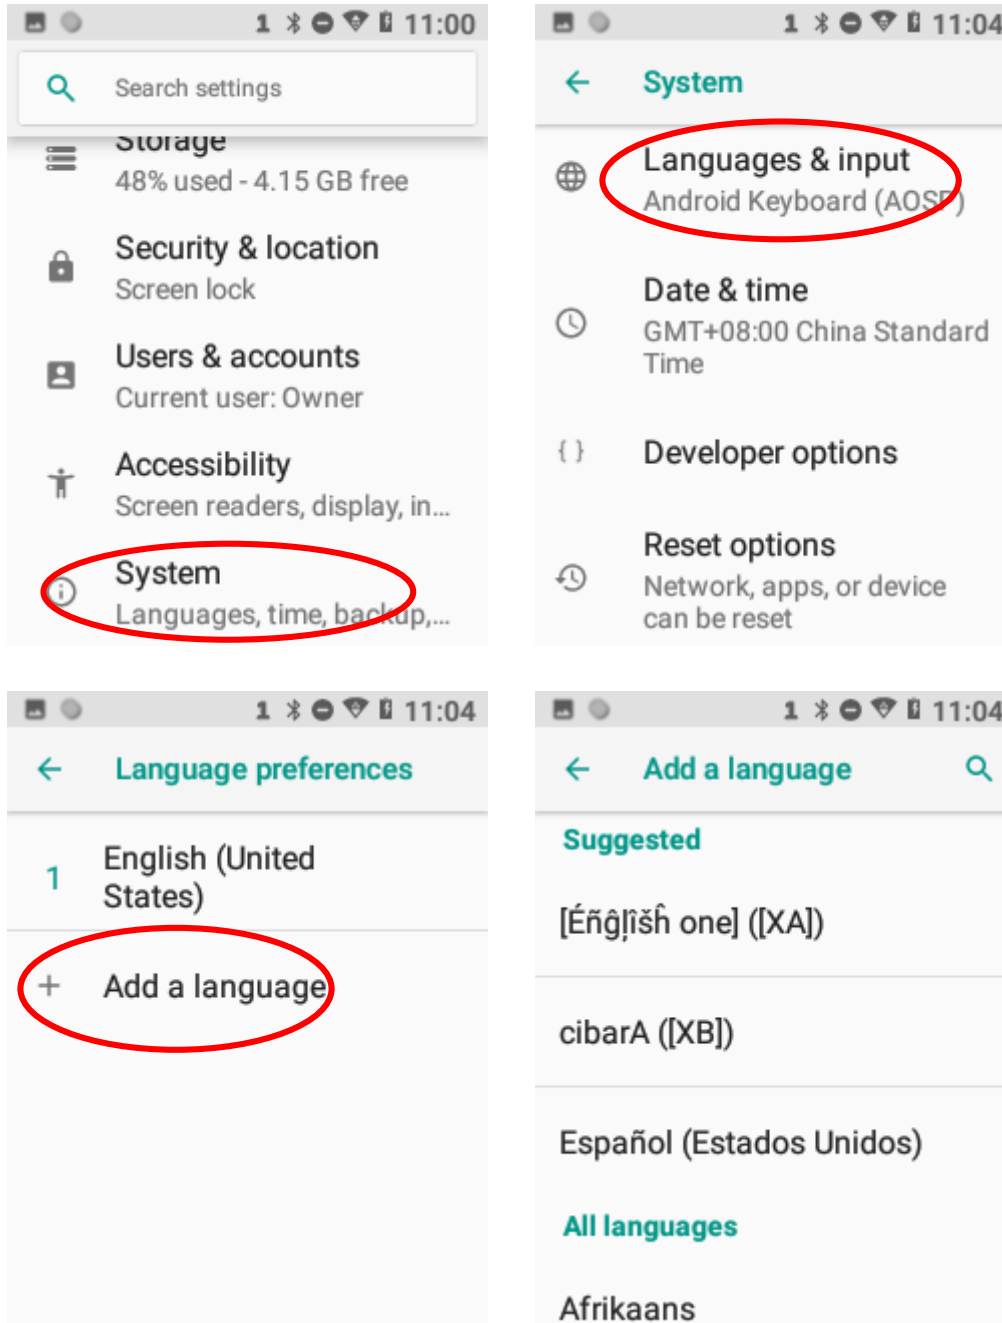 1 11:00
Search settings
Storage
48% used - 4.15 GB free
Security & location
Screen lock
Users & accounts
Current user: Owner
Accessibility
Screen readers, display, in...
System
Languages, time, backup,...
1 11:04
System
Languages & input
Android Keyboard (AOSP)
Date & time
GMT+08:00 China Standard
Time
{ } Developer options
Reset options
Network, apps, or device
can be reset
1 11:04
Language preferences
1 English (United
States)
+ Add a language
1 11:04
Add a language
Suggested
[Éñĝļîšĥ one] ([XA])
cibarA ([XB])
Español (Estados Unidos)
All languages
Afrikaans